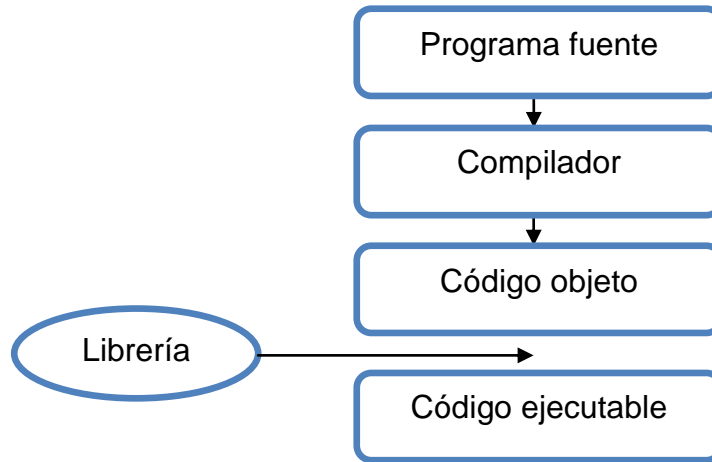 Programa fuente
Compilador
Código objeto
Librería
Código ejecutable